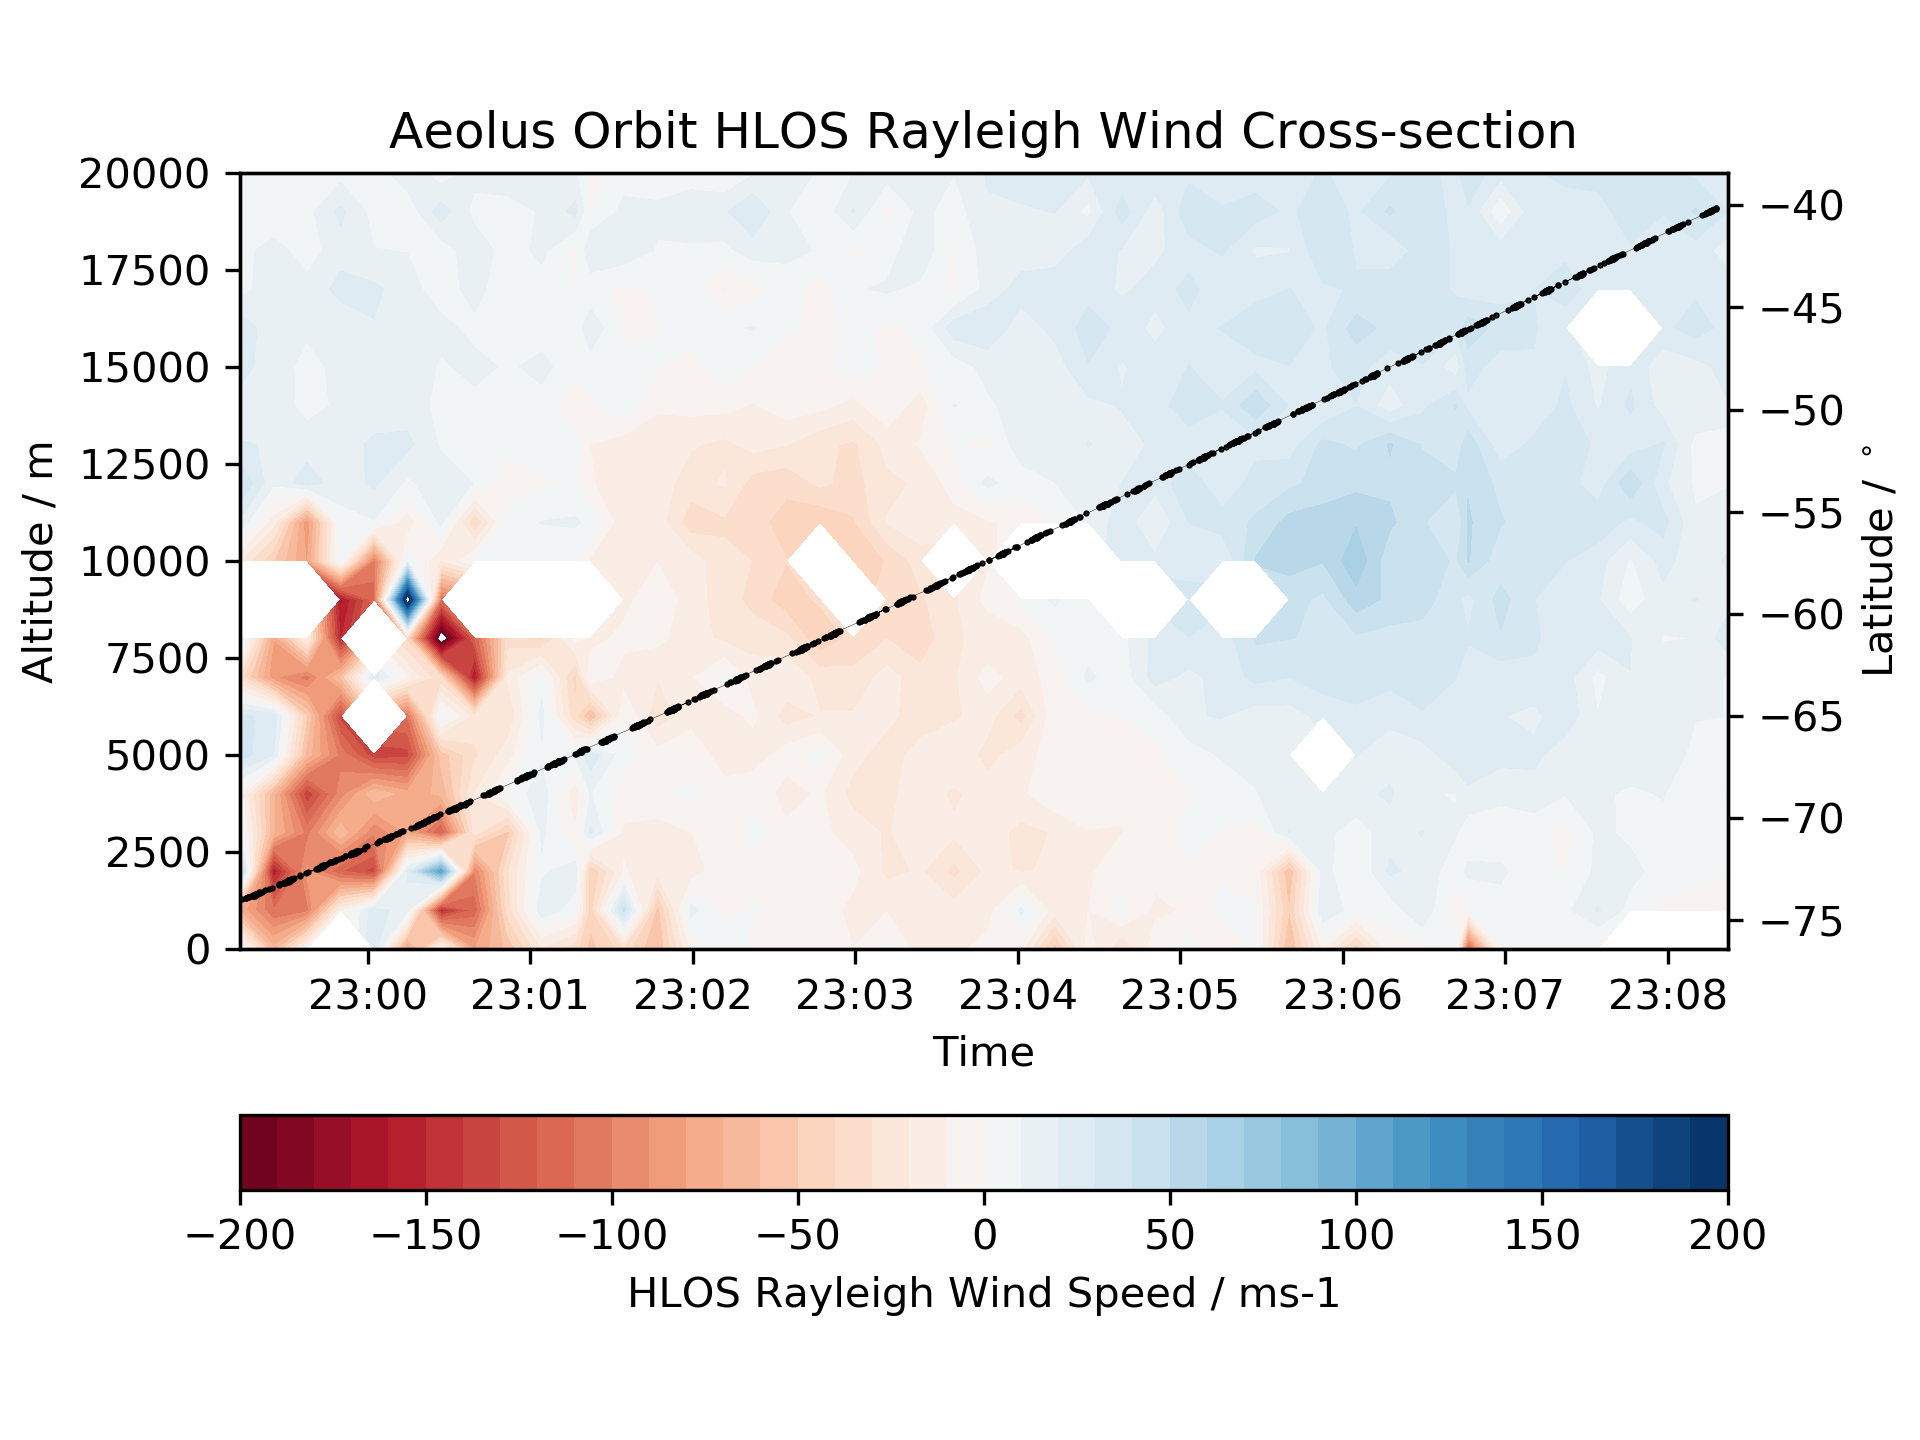 Aeolus Orbit HLOS Rayleigh Wind Cross-section
20000
17500
15000
12500
10000
7500
5000
2500
0
Altitude / m
−40
−45
−50
−55
−60
−65
−70
−75
Latitude / °
23:00 23:01 23:02 23:03 23:04 23:05 23:06 23:07 23:08
Time
−200 −150 −100 −50 0 50 100 150 200
HLOS Rayleigh Wind Speed / ms-1